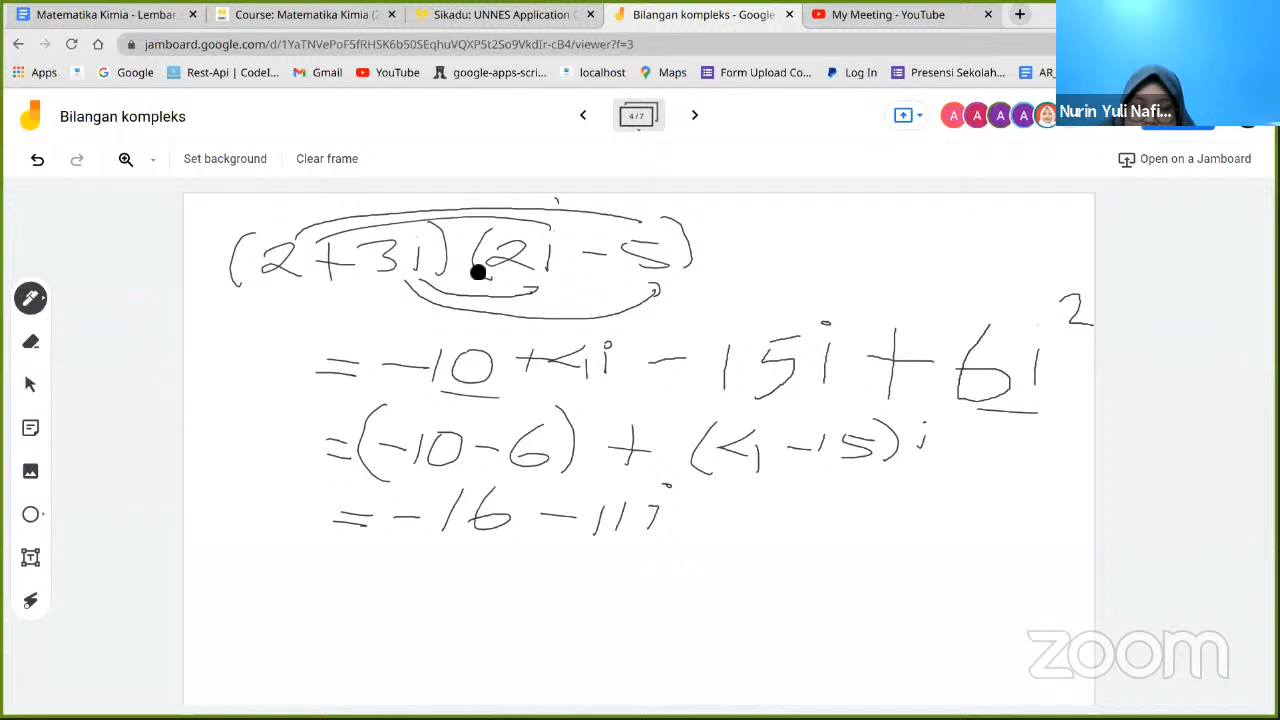 Matematika Kimia - Lembar
Course: Matematika Kimia (2
Sikadu: UNNES Application C
Bilangan kompleks - Google
My Meeting - YouTube
jamboard.google.com/d/1YaTNVePoF5fRHSK6b50SEqhuVQXP5t2So9VkdIr-cB4/viewer?f=3
Apps Google Rest-Api | CodeI... Gmail YouTube google-apps-scri... localhost Maps Form Upload Co... Log In Presensi Sekolah... AR_
Nurin Yuli Nafi...
Bilangan kompleks
4/7
A A A A
Set background Clear frame Open on a Jamboard
(2+3i) (2i - 5)
= -10 + 4i - 15i + 6i²
= (-10 - 6) + (4 - 15) i
= -16 - 11i
zoom